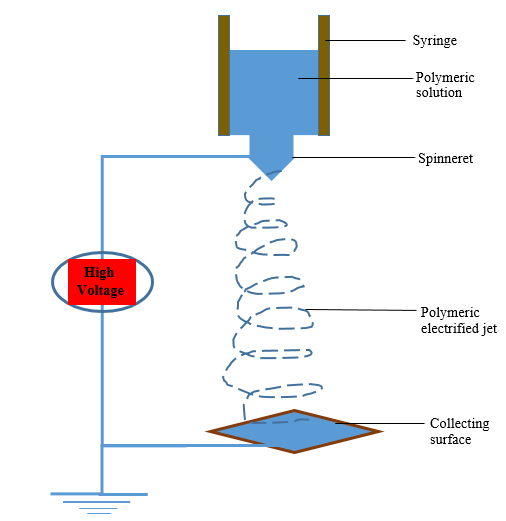 Syringe
Polymeric
solution
Spinneret
High
Voltage
Polymeric
electrified jet
Collecting
surface